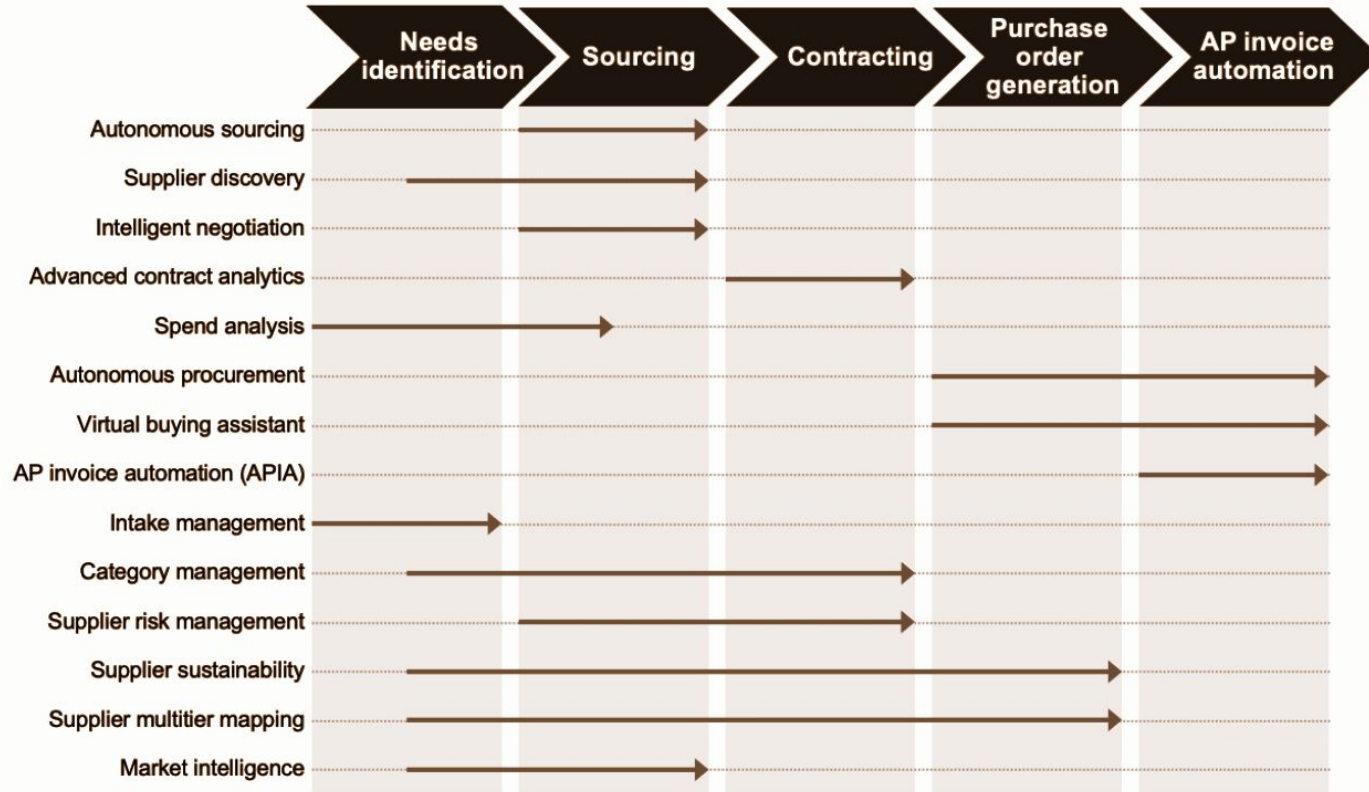 Needs
identification
Sourcing
Contracting
Purchase
order
generation
AP invoice
automation
Autonomous sourcing
Supplier discovery
Intelligent negotiation
Advanced contract analytics
Spend analysis
Autonomous procurement
Virtual buying assistant
AP invoice automation (APIA)
Intake management
Category management
Supplier risk management
Supplier sustainability
Supplier multitier mapping
Market intelligence